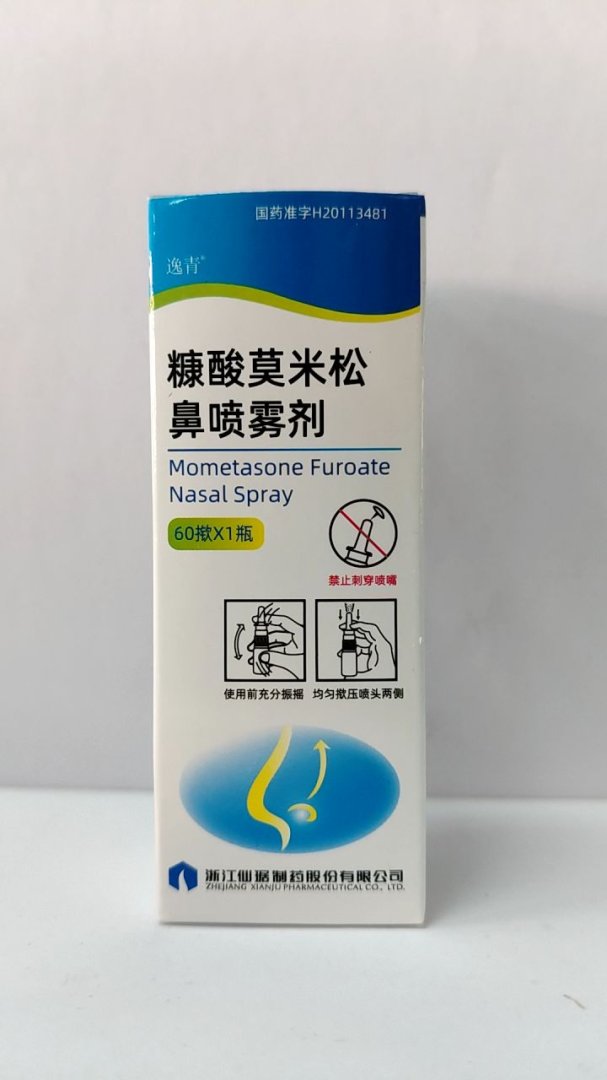 国药准字H20113481
逸青®
糠酸莫米松
鼻喷雾剂
Mometasone Furoate
Nasal Spray
60揿X1瓶
禁止刺穿喷嘴
使用前充分振摇 均匀揿压喷头两侧
浙江仙琚制药股份有限公司
ZHEJIANG XIANJU PHARMACEUTICAL CO., LTD.